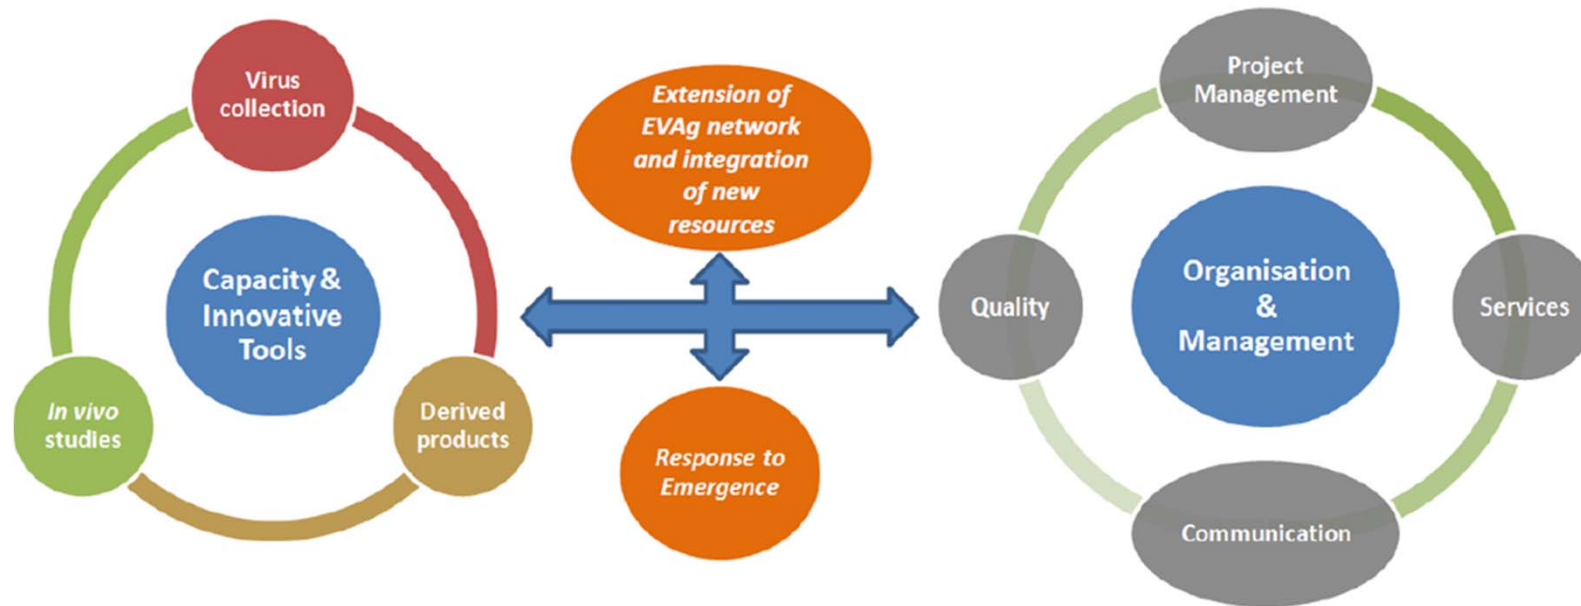 Virus
collection
Capacity &
Innovative
Tools
In vivo
studies
Derived
products
Extension of
EVAg network
and integration
of new
resources
Response to
Emergence
Project
Management
Quality
Organisation
&
Management
Services
Communication